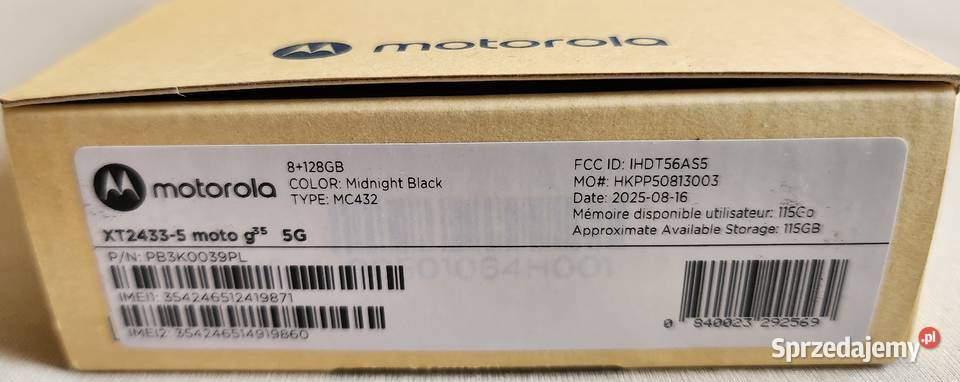 motorola
motorola
8+128GB
COLOR: Midnight Black
TYPE: MC432
XT2433-5 moto g35 5G
P/N: PB3K0039PL
IMEI1: 354246512419871
IMEI2: 354246514919860
FCC ID: IHDT56AS5
MO#: HKPP50813003
Date: 2025-08-16
Mémoire disponible utilisateur: 115Go
Approximate Available Storage: 115GB
0 840023 292569
Sprzedajemy.pl